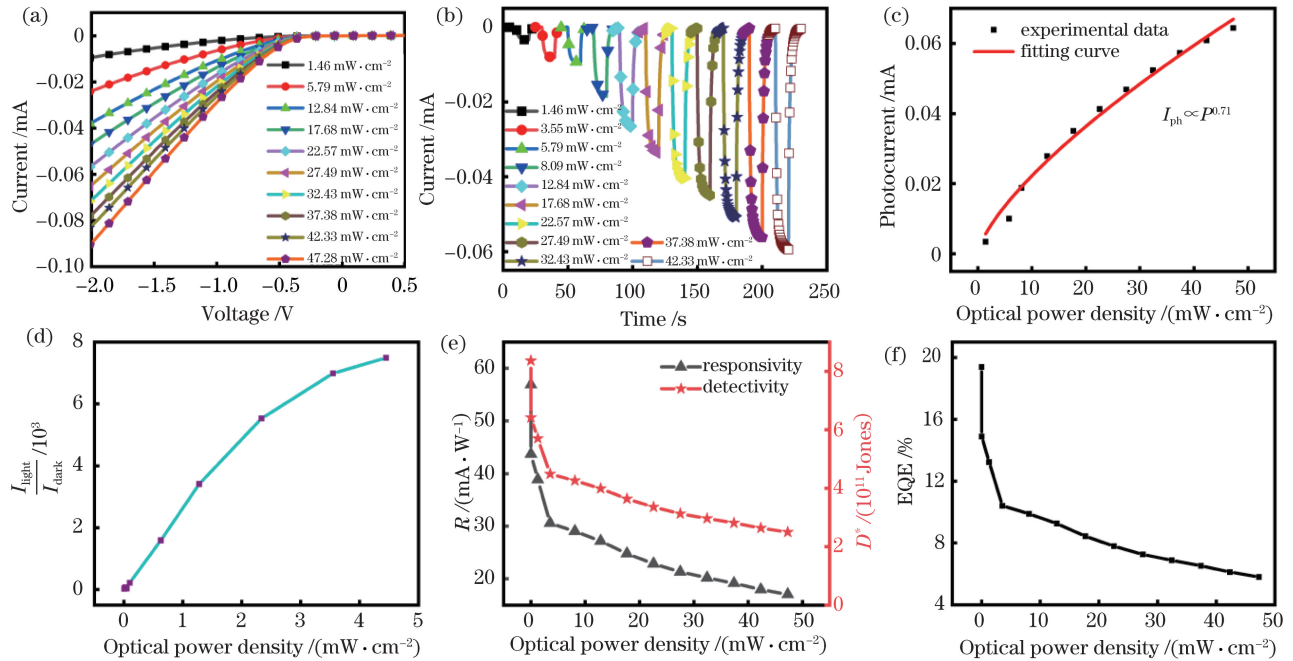 (a)
Current /mA
0
−0.02
−0.04
−0.06
−0.08
−0.10
1.46 mW·cm⁻²
5.79 mW·cm⁻²
12.84 mW·cm⁻²
17.68 mW·cm⁻²
22.57 mW·cm⁻²
27.49 mW·cm⁻²
32.43 mW·cm⁻²
37.38 mW·cm⁻²
42.33 mW·cm⁻²
47.28 mW·cm⁻²
−2.0 −1.5 −1.0 −0.5 0 0.5
Voltage /V
(b)
Current /mA
0
−0.02
−0.04
−0.06
1.46 mW·cm⁻²
3.55 mW·cm⁻²
5.79 mW·cm⁻²
8.09 mW·cm⁻²
12.84 mW·cm⁻²
17.68 mW·cm⁻²
22.57 mW·cm⁻²
27.49 mW·cm⁻² 37.38 mW·cm⁻²
32.43 mW·cm⁻² 42.33 mW·cm⁻²
0 50 100 150 200 250
Time /s
(c)
Photocurrent /mA
0.06
0.04
0.02
0
experimental data
fitting curve
I_ph∝P^0.71
0 10 20 30 40 50
Optical power density /(mW·cm⁻²)
(d)
I_light
I_dark /10³
8
6
4
2
0
0 1 2 3 4 5
Optical power density /(mW·cm⁻²)
(e)
R /(mA·W⁻¹)
60
50
40
30
20
responsivity
detectivity
8
6
4
2
0
D* /(10¹¹ Jones)
0 10 20 30 40 50
Optical power density /(mW·cm⁻²)
(f)
EQE /%
20
16
12
8
4
0 10 20 30 40 50 60
Optical power density /(mW·cm⁻²)